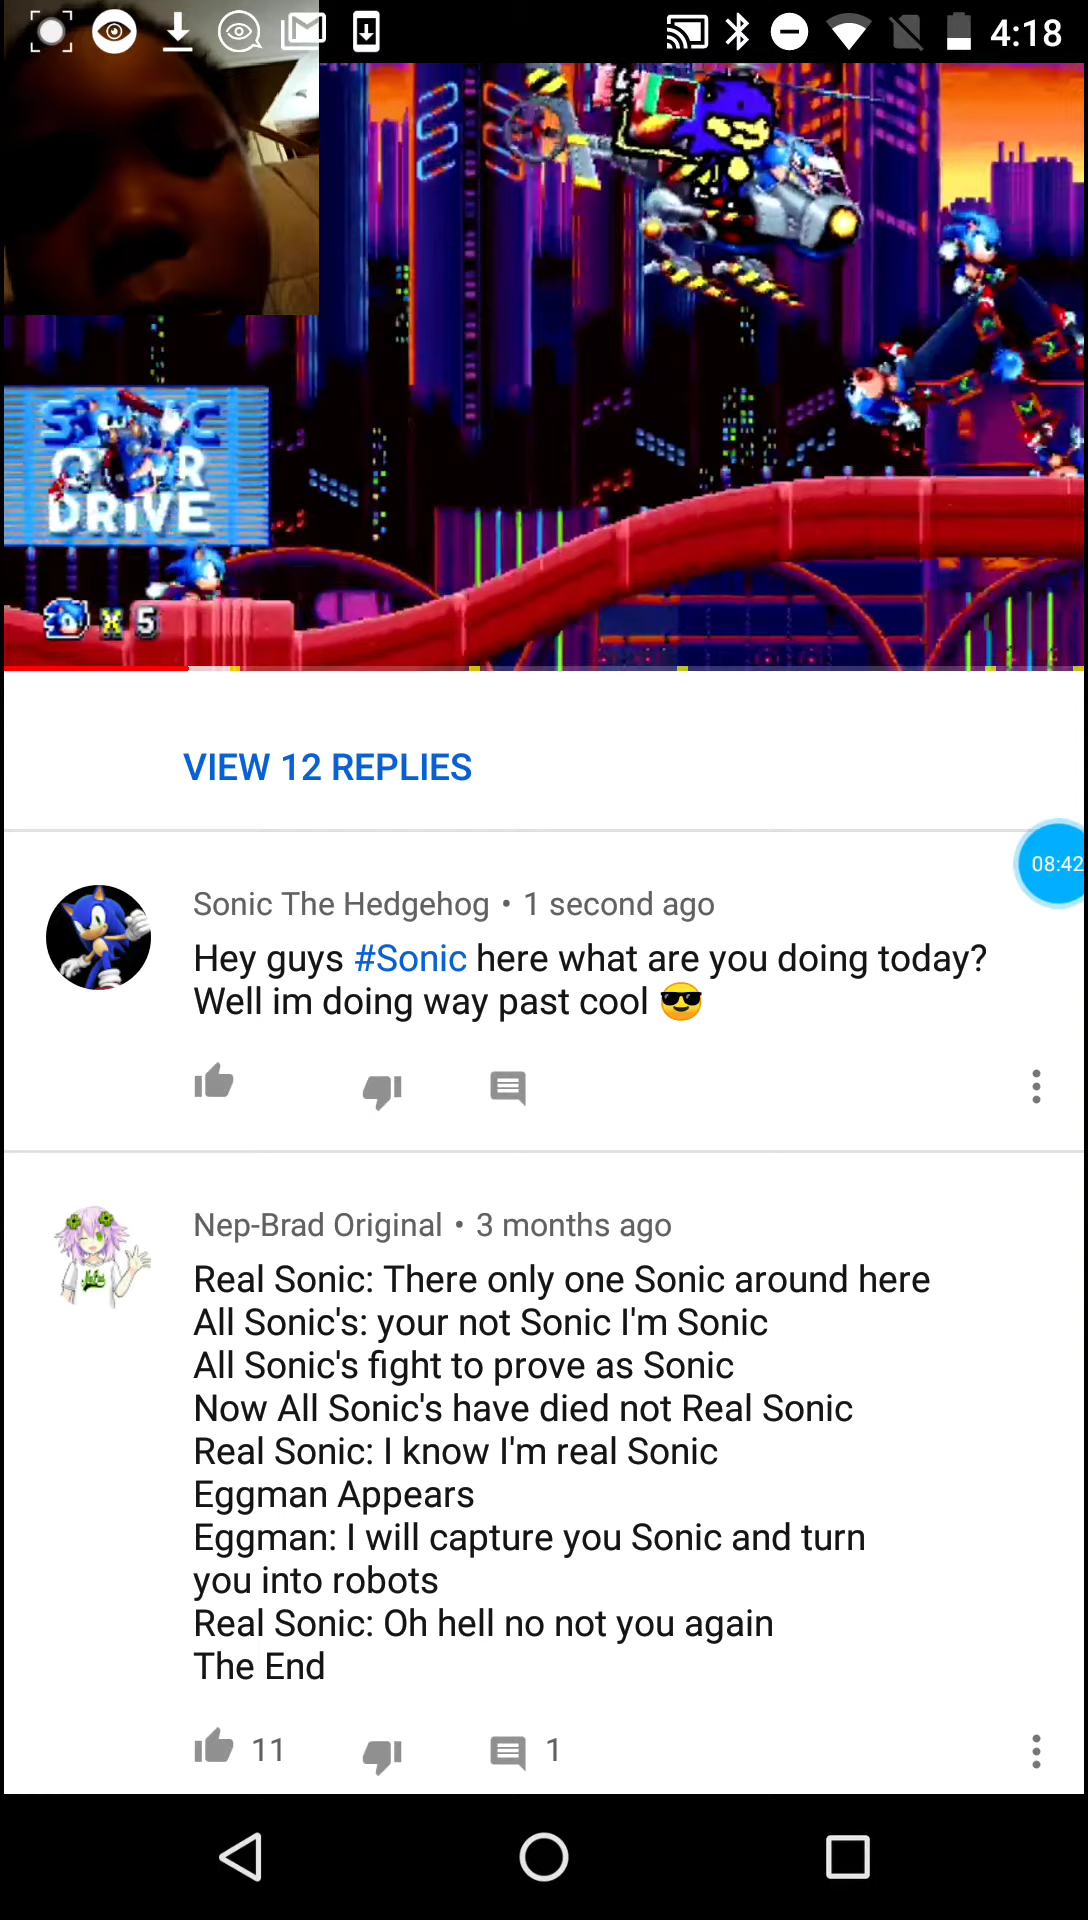 4:18
SONIC
OVER
DRIVE
X 5
VIEW 12 REPLIES
08:42
Sonic The Hedgehog • 1 second ago
Hey guys #Sonic here what are you doing today?
Well im doing way past cool 😎
Nep-Brad Original • 3 months ago
Real Sonic: There only one Sonic around here
All Sonic's: your not Sonic I'm Sonic
All Sonic's fight to prove as Sonic
Now All Sonic's have died not Real Sonic
Real Sonic: I know I'm real Sonic
Eggman Appears
Eggman: I will capture you Sonic and turn
you into robots
Real Sonic: Oh hell no not you again
The End
11
1